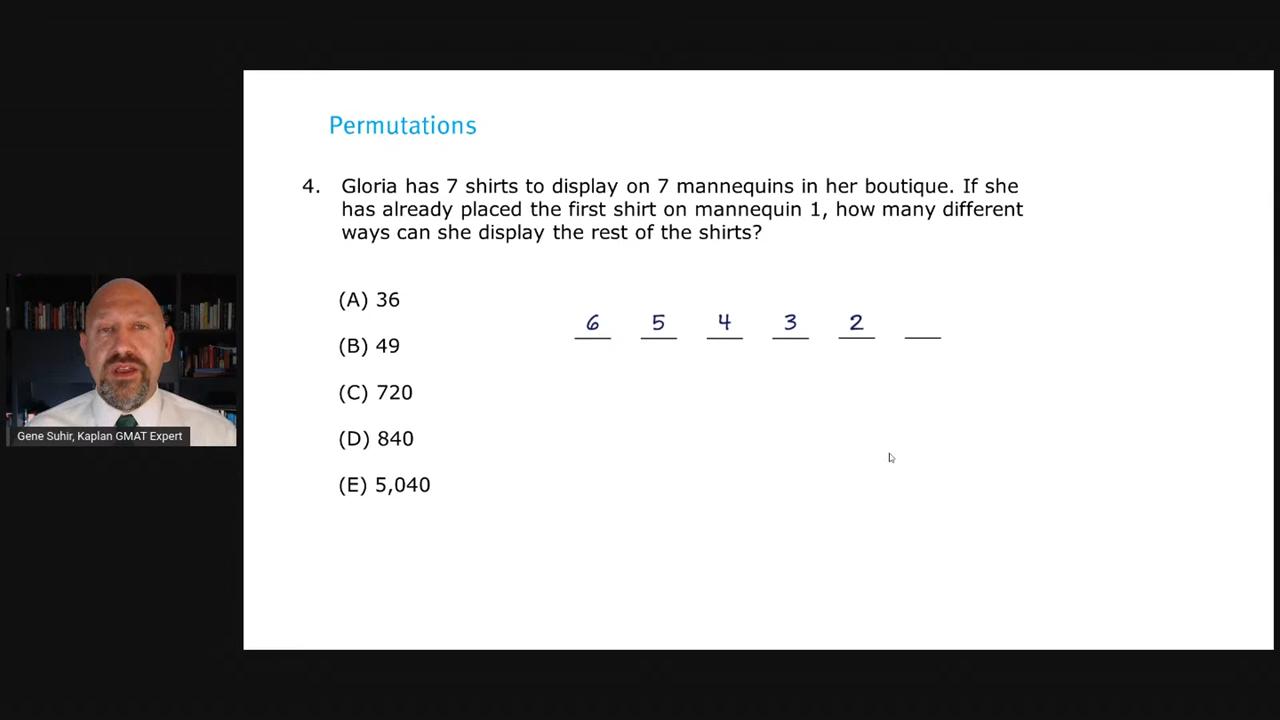 Permutations
4. Gloria has 7 shirts to display on 7 mannequins in her boutique. If she
has already placed the first shirt on mannequin 1, how many different
ways can she display the rest of the shirts?
(A) 36
(B) 49
(C) 720
(D) 840
(E) 5,040
6 5 4 3 2
Gene Suhir, Kaplan GMAT Expert